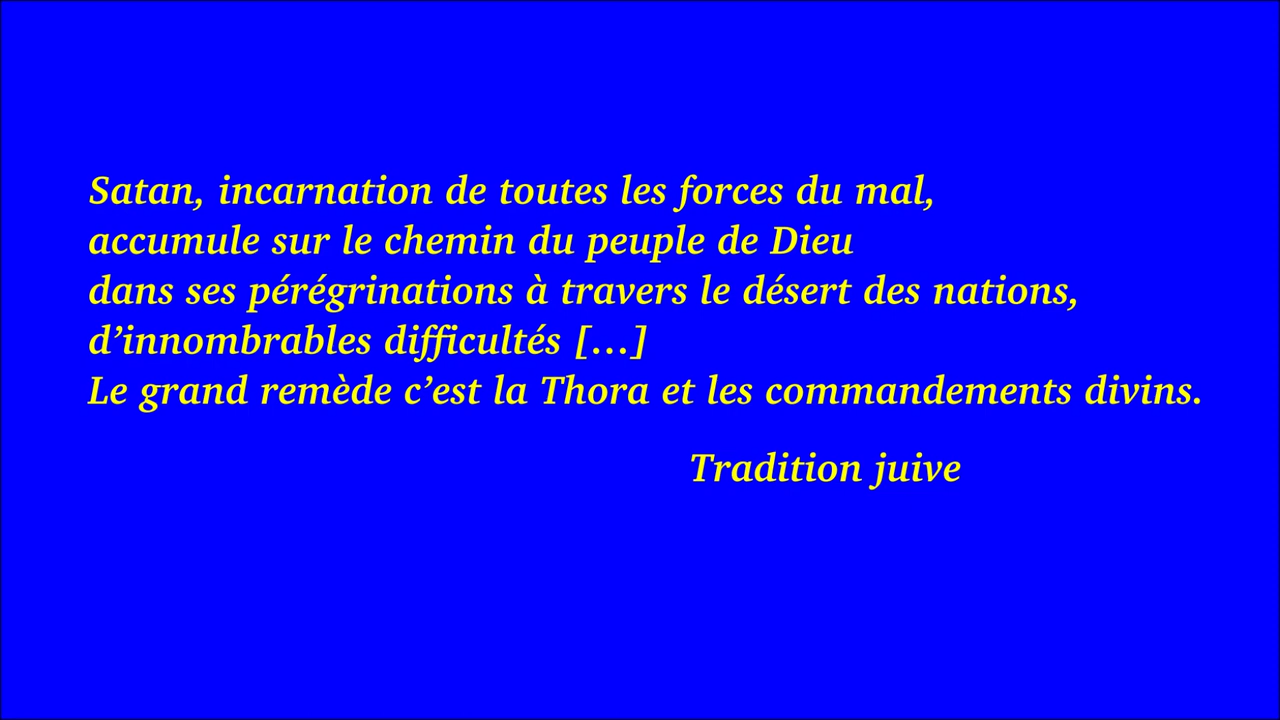 Satan, incarnation de toutes les forces du mal,
accumule sur le chemin du peuple de Dieu
dans ses pérégrinations à travers le désert des nations,
d’innombrables difficultés [...]
Le grand remède c’est la Thora et les commandements divins.
Tradition juive